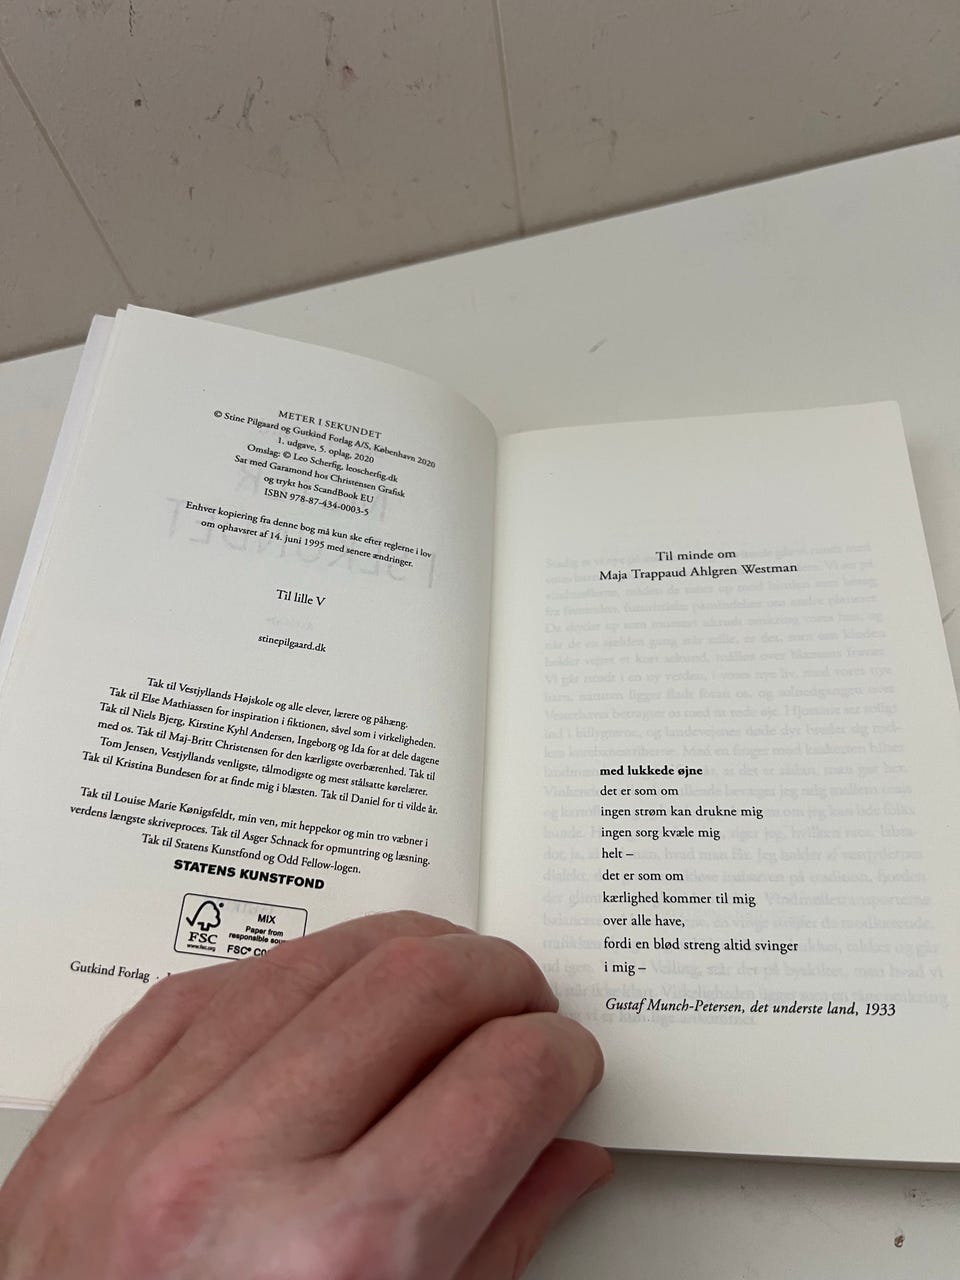 METER I SEKUNDET
© Stine Pilgaard og Gutkind Forlag A/S, København 2020
1. udgave, 5. oplag, 2020
Omslag: © Leo Scherfig, leoscherfig.dk
Sat med Garamond hos Christensen Grafisk
og trykt hos ScandBook EU
ISBN 978-87-434-0003-5
Enhver kopiering fra denne bog må kun ske efter reglerne i lov
om ophavsret af 14. juni 1995 med senere ændringer.
Til lille V
stinepilgaard.dk
Tak til Vestjyllands Højskole og alle elever, lærere og påhæng.
Tak til Else Mathiassen for inspiration i fiktionen, såvel som i virkeligheden.
Tak til Niels Bjerg, Kirstine Kyhl Andersen, Ingeborg og Ida for at dele dagene
med os. Tak til Maj-Britt Christensen for den kærligste overbærenhed. Tak til
Tom Jensen, Vestjyllands venligste, tålmodigste og mest stålsatte kørelærer.
Tak til Kristina Bundesen for at finde mig i blæsten. Tak til Daniel for ti vilde år.
Tak til Louise Marie Kønigsfeldt, min ven, mit heppekor og min tro væbner i
verdens længste skriveproces. Tak til Asger Schnack for opmuntring og læsning.
Tak til Statens Kunstfond og Odd Fellow-logen.
STATENS KUNSTFOND
FSC
www.fsc.org
MIX
Paper from
responsible
FSC®
Gutkind Forlag ·
Til minde om
Maja Trappaud Ahlgren Westman
med lukkede øjne
det er som om
ingen strøm kan drukne mig
ingen sorg kvæle mig
helt –
det er som om
kærlighed kommer til mig
over alle have,
fordi en blød streng altid svinger
i mig –
Gustaf Munch-Petersen, det underste land, 1933